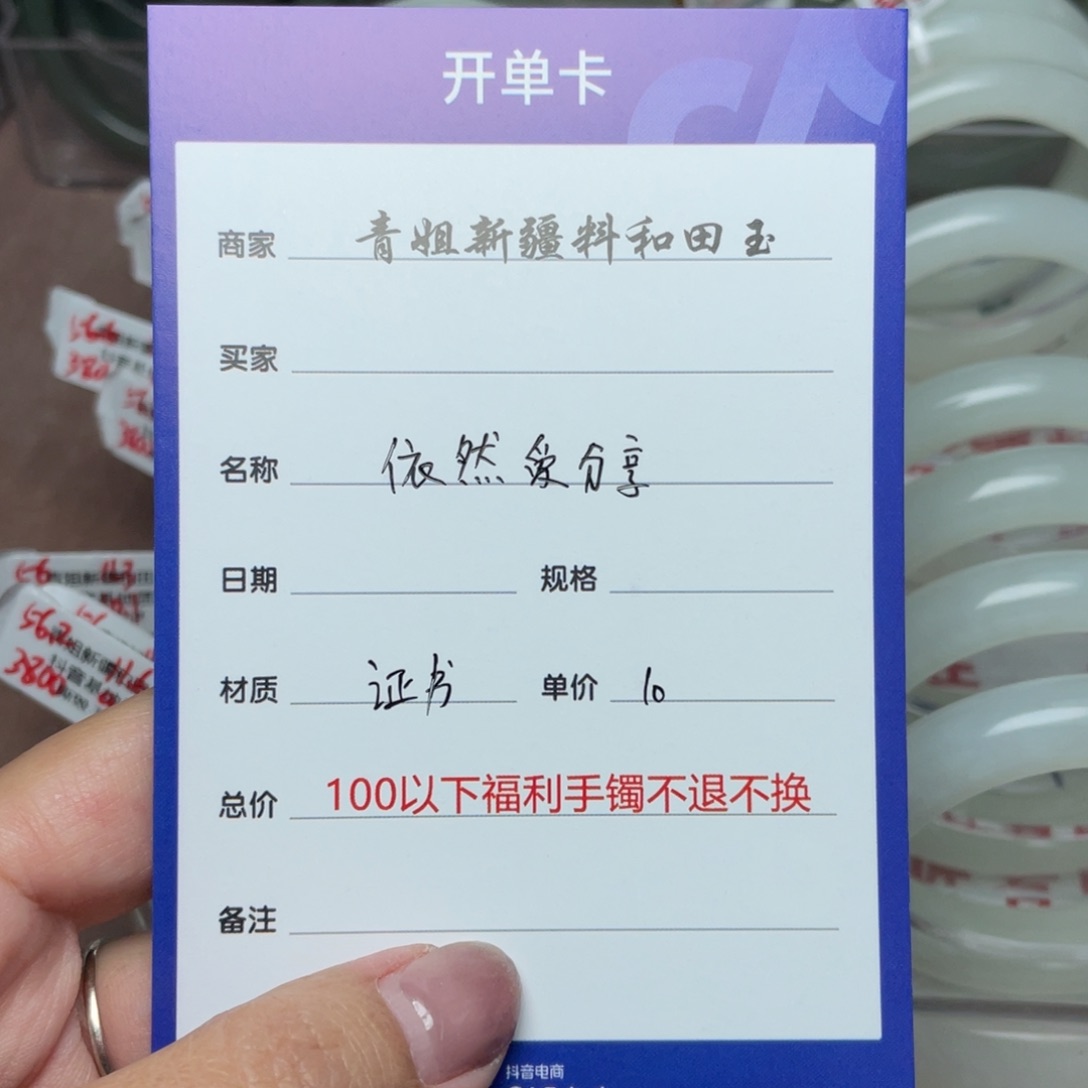 开单卡
商家 青姐新疆料和田玉
买家
名称 依然爱分享
日期 规格
材质 证书 单价 10
总价 100以下福利手镯不退不换
备注
抖音电商